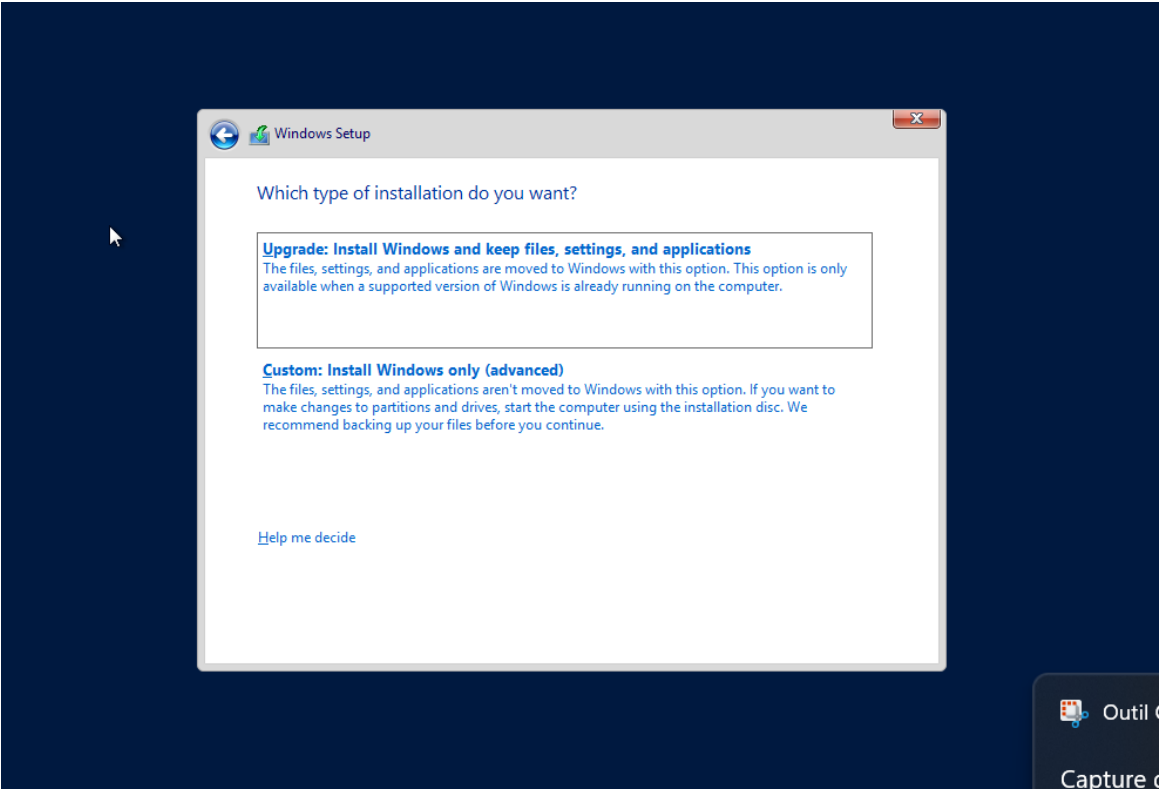 Windows Setup
Which type of installation do you want?
Upgrade: Install Windows and keep files, settings, and applications
The files, settings, and applications are moved to Windows with this option. This option is only
available when a supported version of Windows is already running on the computer.
Custom: Install Windows only (advanced)
The files, settings, and applications aren't moved to Windows with this option. If you want to
make changes to partitions and drives, start the computer using the installation disc. We
recommend backing up your files before you continue.
Help me decide
Outil
Capture